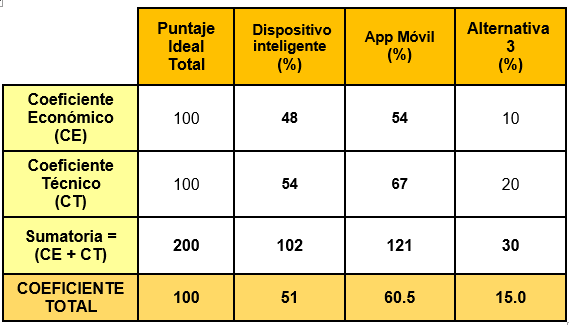 Puntaje Ideal Total Dispositivo inteligente (%) App Móvil (%) Alternativa 3 (%)
Coeficiente Económico (CE) 100 48 54 10
Coeficiente Técnico (CT) 100 54 67 20
Sumatoria = (CE + CT) 200 102 121 30
COEFICIENTE TOTAL 100 51 60.5 15.0